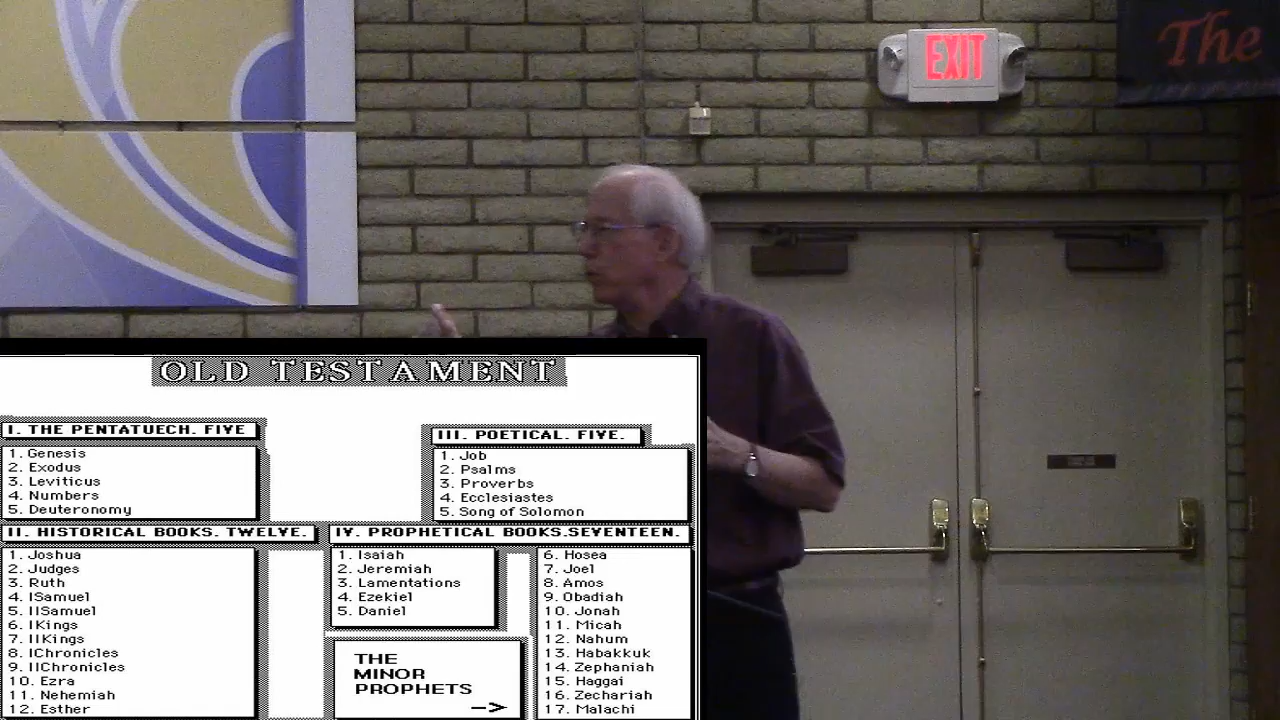 EXIT
The
OLD TESTAMENT
I. THE PENTATUECH. FIVE
1. Genesis
2. Exodus
3. Leviticus
4. Numbers
5. Deuteronomy
III. POETICAL. FIVE.
1. Job
2. Psalms
3. Proverbs
4. Ecclesiastes
5. Song of Solomon
II. HISTORICAL BOOKS. TWELVE.
1. Joshua
2. Judges
3. Ruth
4. ISamuel
5. IISamuel
6. IKings
7. IIKings
8. IChronicles
9. IIChronicles
10. Ezra
11. Nehemiah
12. Esther
IV. PROPHETICAL BOOKS.SEVENTEEN.
1. Isaiah
2. Jeremiah
3. Lamentations
4. Ezekiel
5. Daniel
THE
MINOR
PROPHETS
->
6. Hosea
7. Joel
8. Amos
9. Obadiah
10. Jonah
11. Micah
12. Nahum
13. Habakkuk
14. Zephaniah
15. Haggai
16. Zechariah
17. Malachi